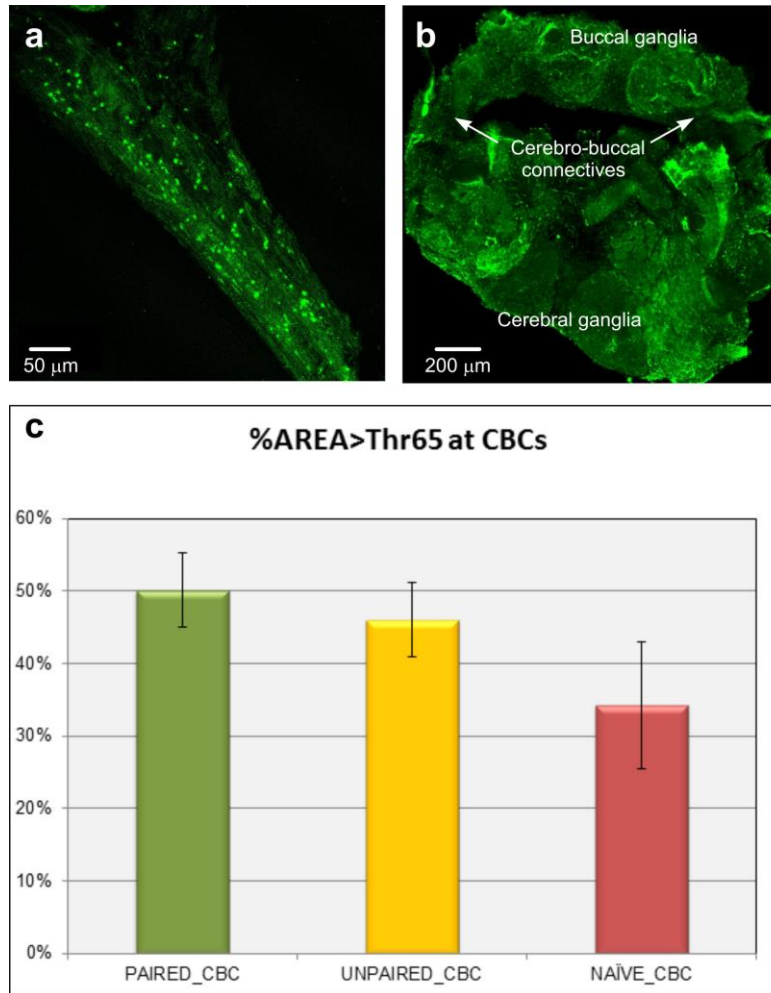 a
50 µm
b
Buccal ganglia
Cerebro-buccal
connectives
Cerebral ganglia
200 µm
c
%AREA>Thr65 at CBCs
60%
50%
40%
30%
20%
10%
0%
PAIRED_CBC
UNPAIRED_CBC
NAÏVE_CBC